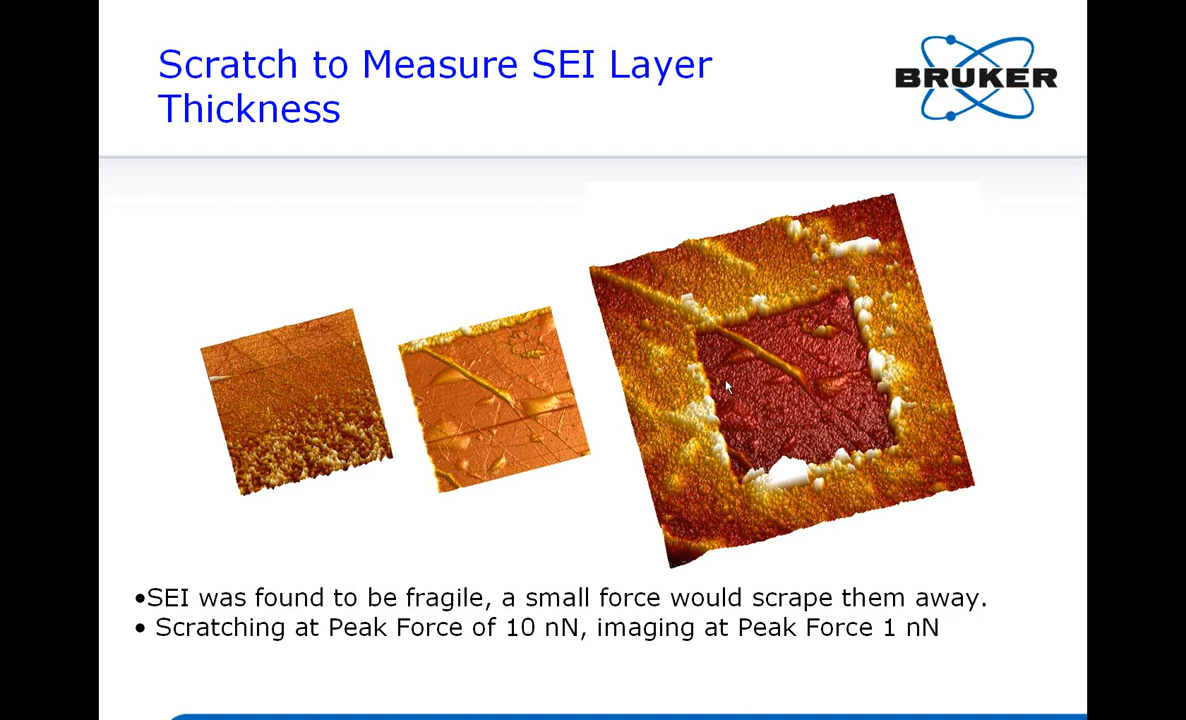 Scratch to Measure SEI Layer
Thickness
BRUKER
•SEI was found to be fragile, a small force would scrape them away.
• Scratching at Peak Force of 10 nN, imaging at Peak Force 1 nN